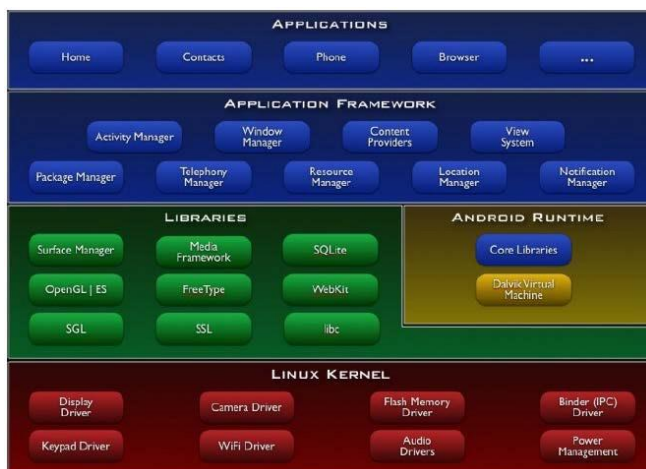 APPLICATIONS
Home
Contacts
Phone
Browser
...
APPLICATION FRAMEWORK
Activity Manager
Window
Manager
Content
Providers
View
System
Package Manager
Telephony
Manager
Resource
Manager
Location
Manager
Notification
Manager
LIBRARIES
Surface Manager
Media
Framework
SQLite
OpenGL | ES
FreeType
WebKit
SGL
SSL
libc
ANDROID RUNTIME
Core Libraries
Dalvik Virtual
Machine
LINUX KERNEL
Display
Driver
Camera Driver
Flash Memory
Driver
Binder (IPC)
Driver
Keypad Driver
WiFi Driver
Audio
Drivers
Power
Management